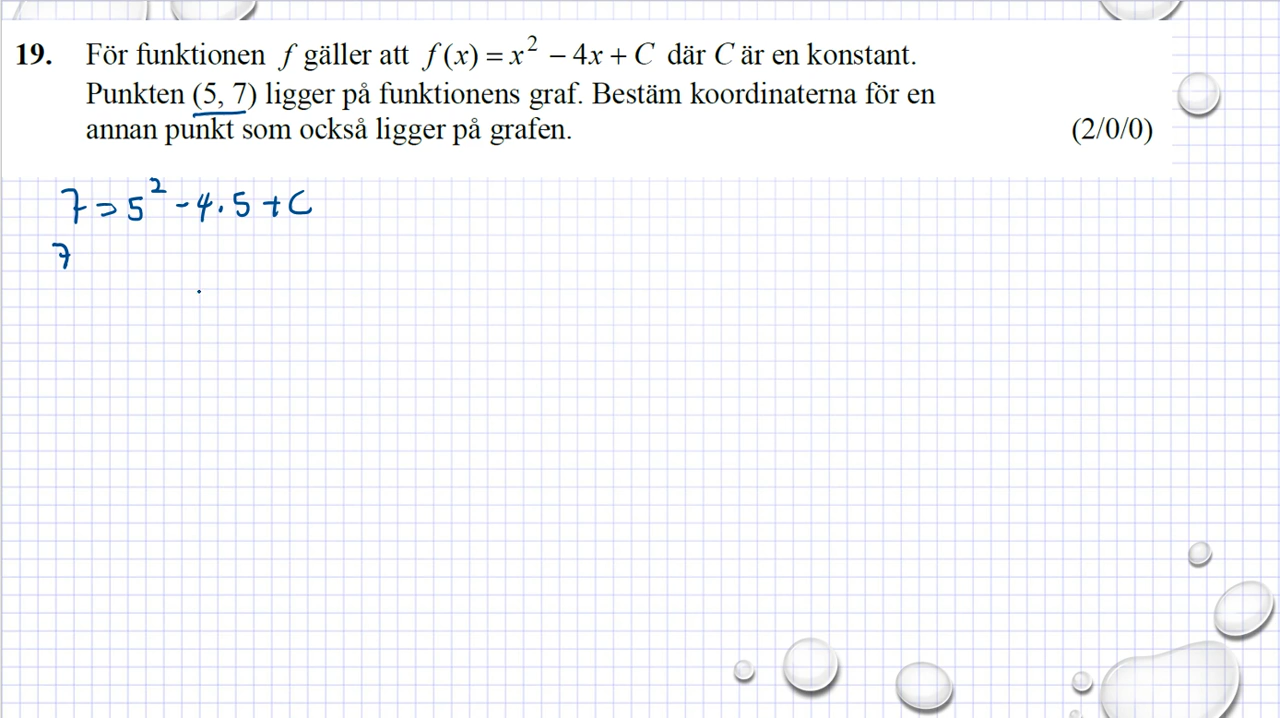 19. För funktionen f gäller att f(x) = x² − 4x + C där C är en konstant.
Punkten (5, 7) ligger på funktionens graf. Bestäm koordinaterna för en
annan punkt som också ligger på grafen. (2/0/0)
7 = 5² - 4 · 5 + C
7